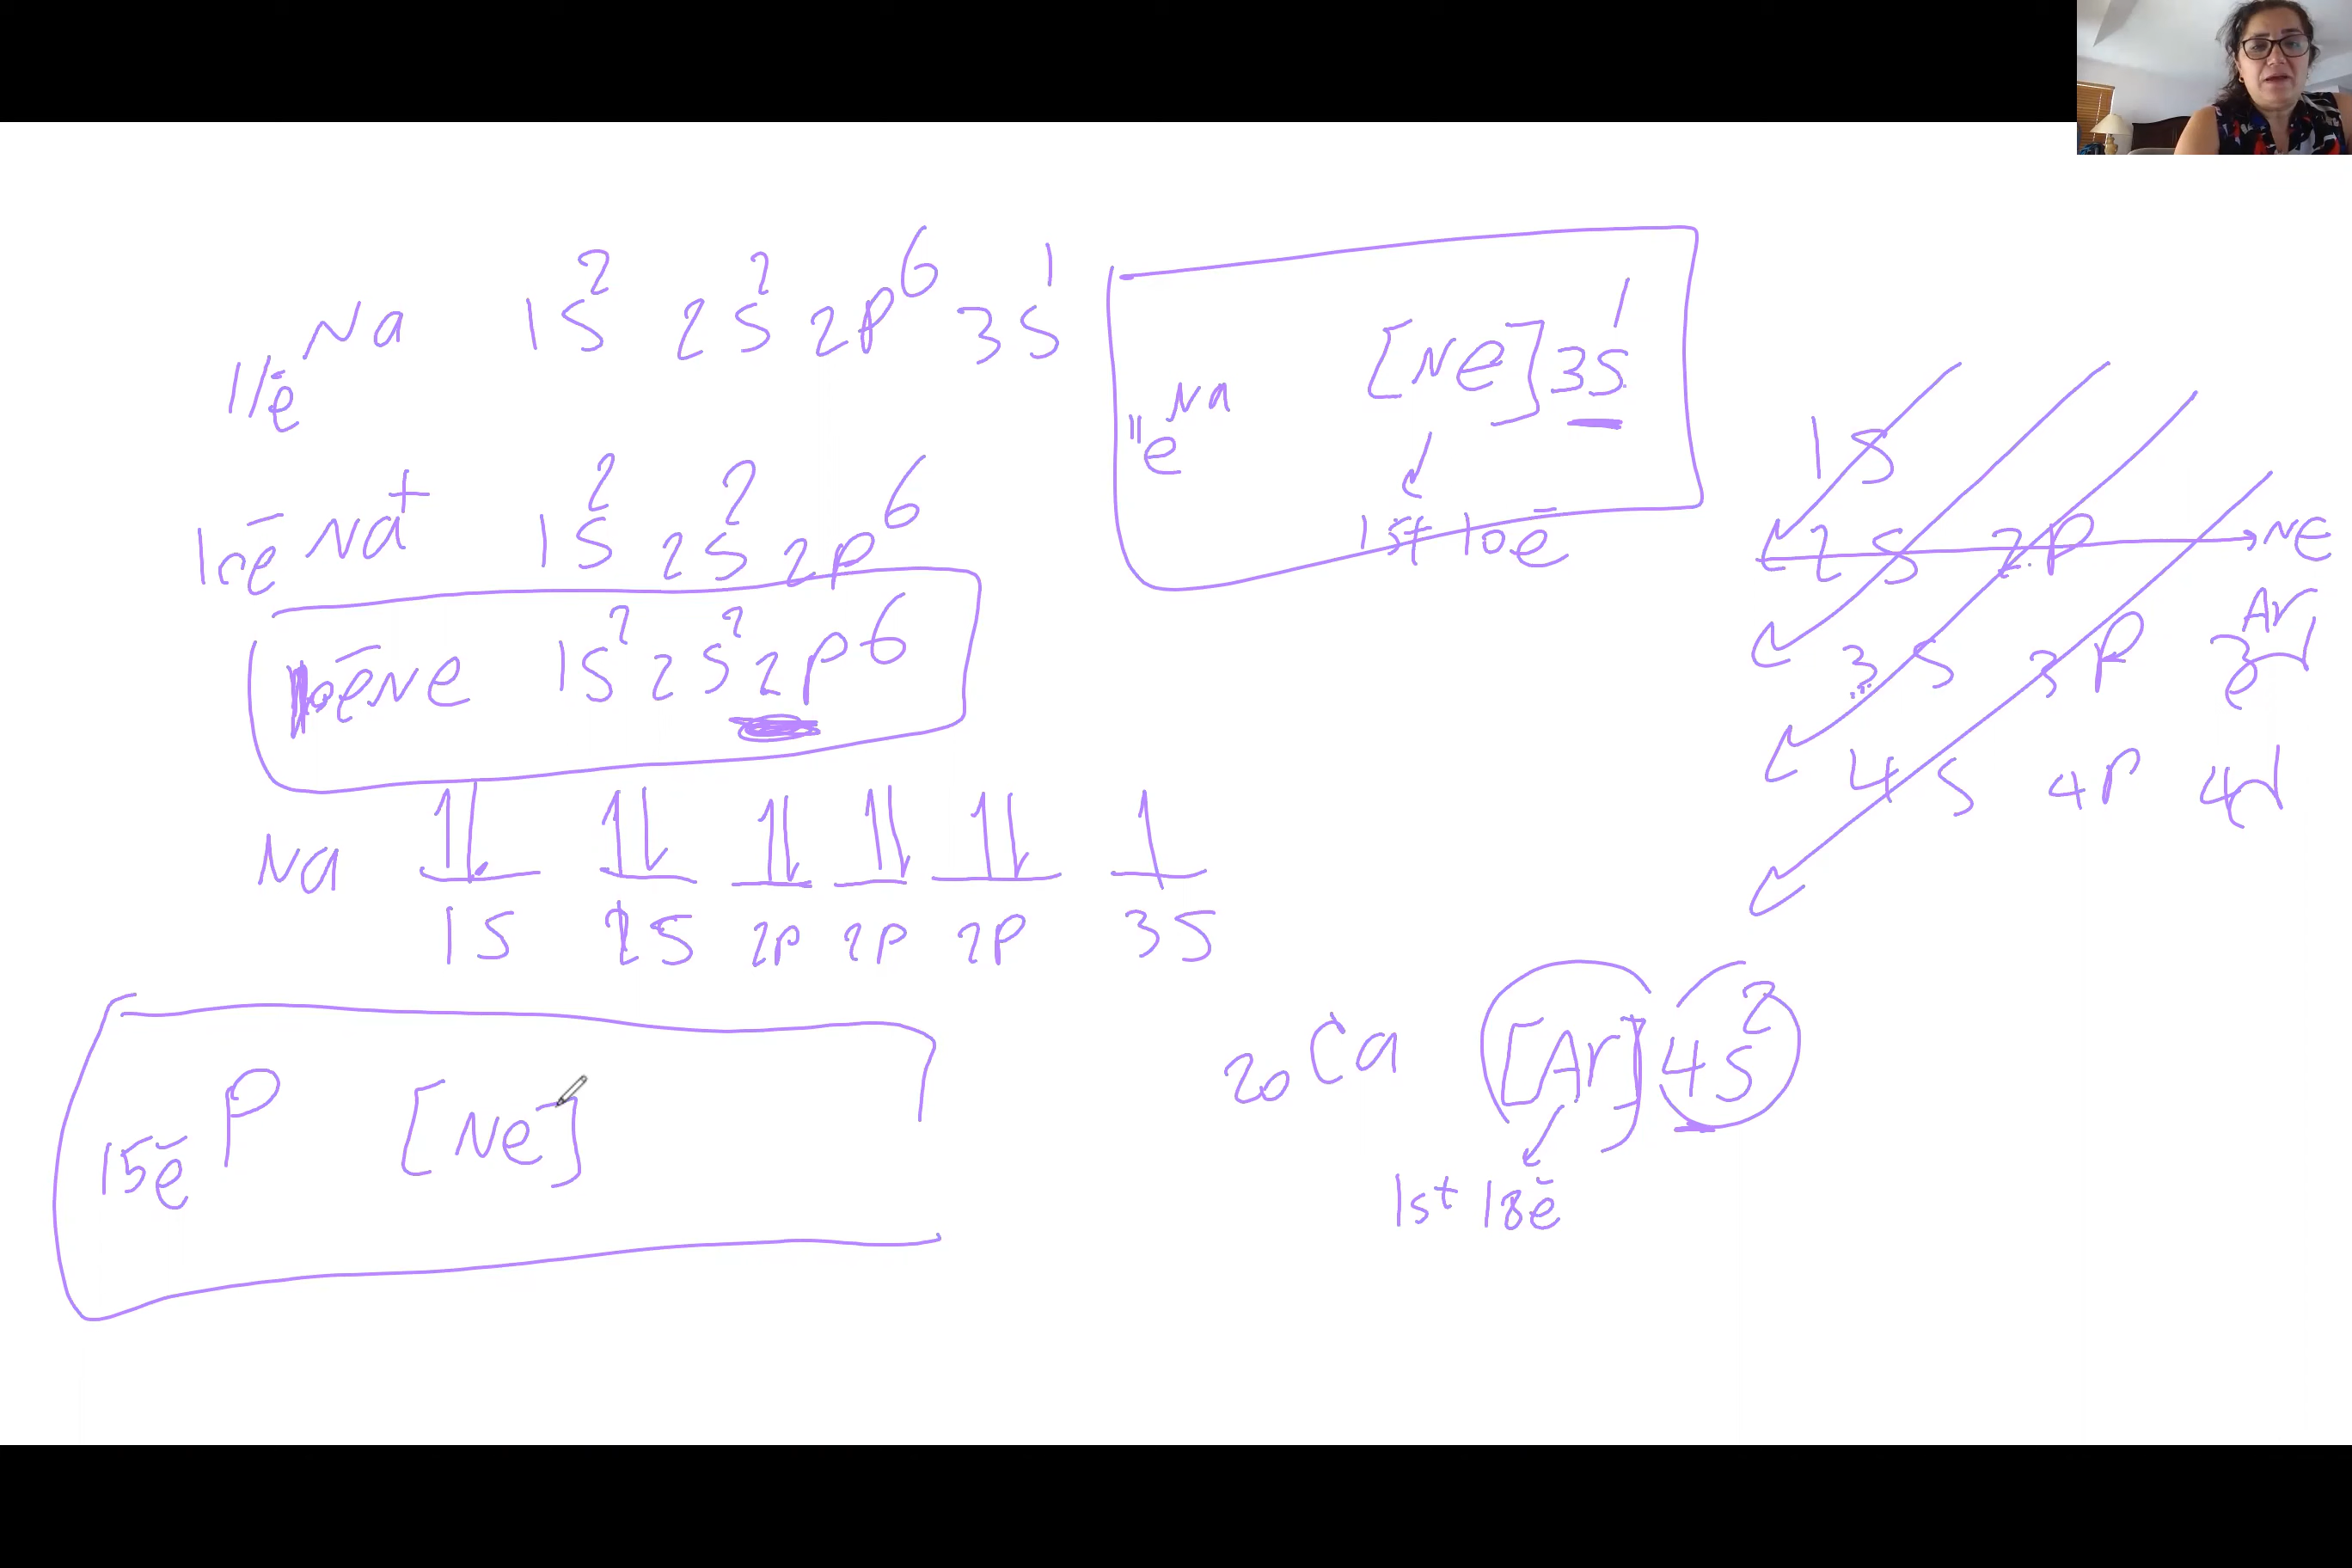 11e⁻ Na 1s² 2s² 2p⁶ 3s¹
10e⁻ Na⁺ 1s² 2s² 2p⁶
10e⁻ Ne 1s² 2s² 2p⁶
Na
1s 2s 2p 2p 2p 3s
15e⁻ P [Ne]
11e⁻ Na [Ne] 3s¹
1st 10e⁻
1s
2s 2p Ne
3s 3p 3d Ar
4s 4p 4d
20 Ca [Ar] 4s²
1st 18e⁻